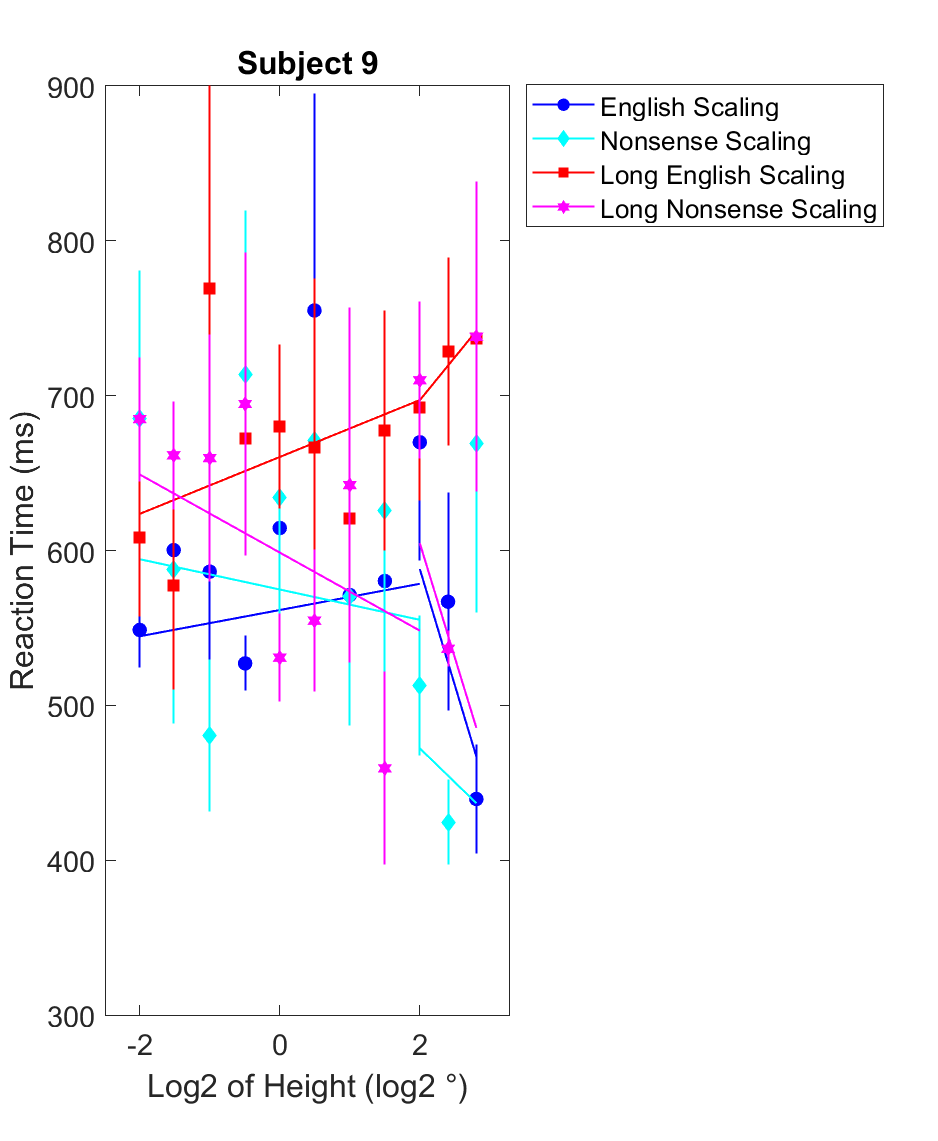 Subject 9
900
800
700
600
500
400
300
-2
0
2
Reaction Time (ms)
Log2 of Height (log2 °)
English Scaling
Nonsense Scaling
Long English Scaling
Long Nonsense Scaling